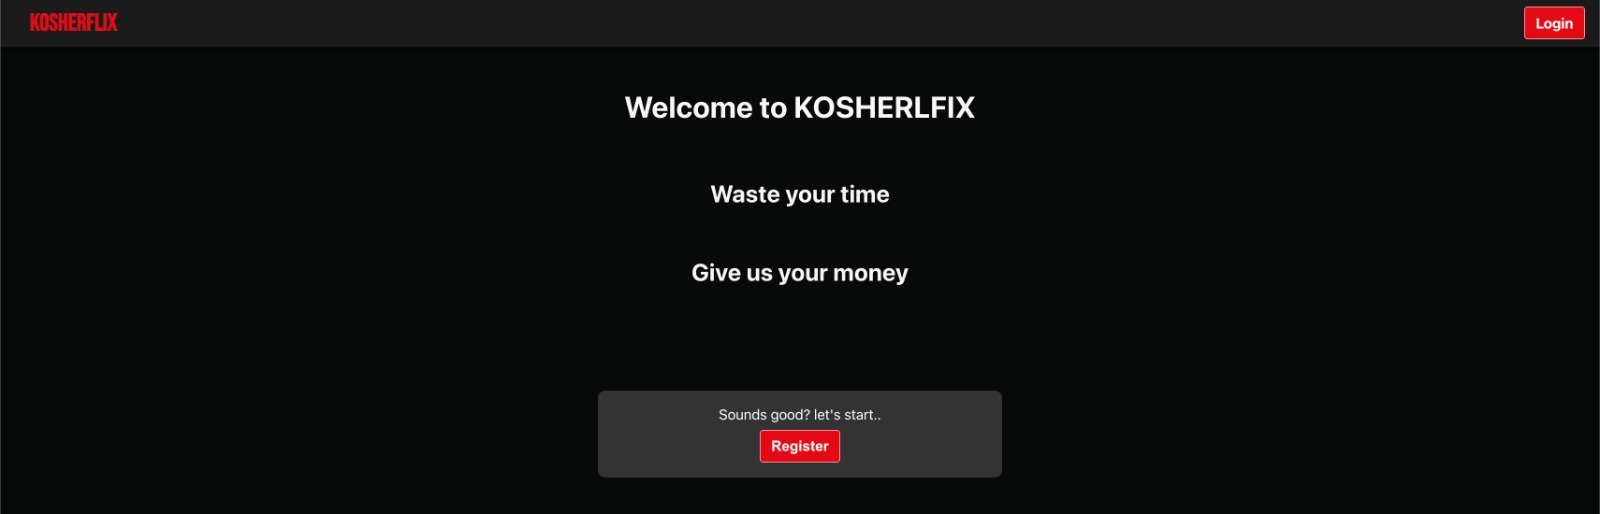 KOSHERFLIX
Login
Welcome to KOSHERLFIX
Waste your time
Give us your money
Sounds good? let's start..
Register